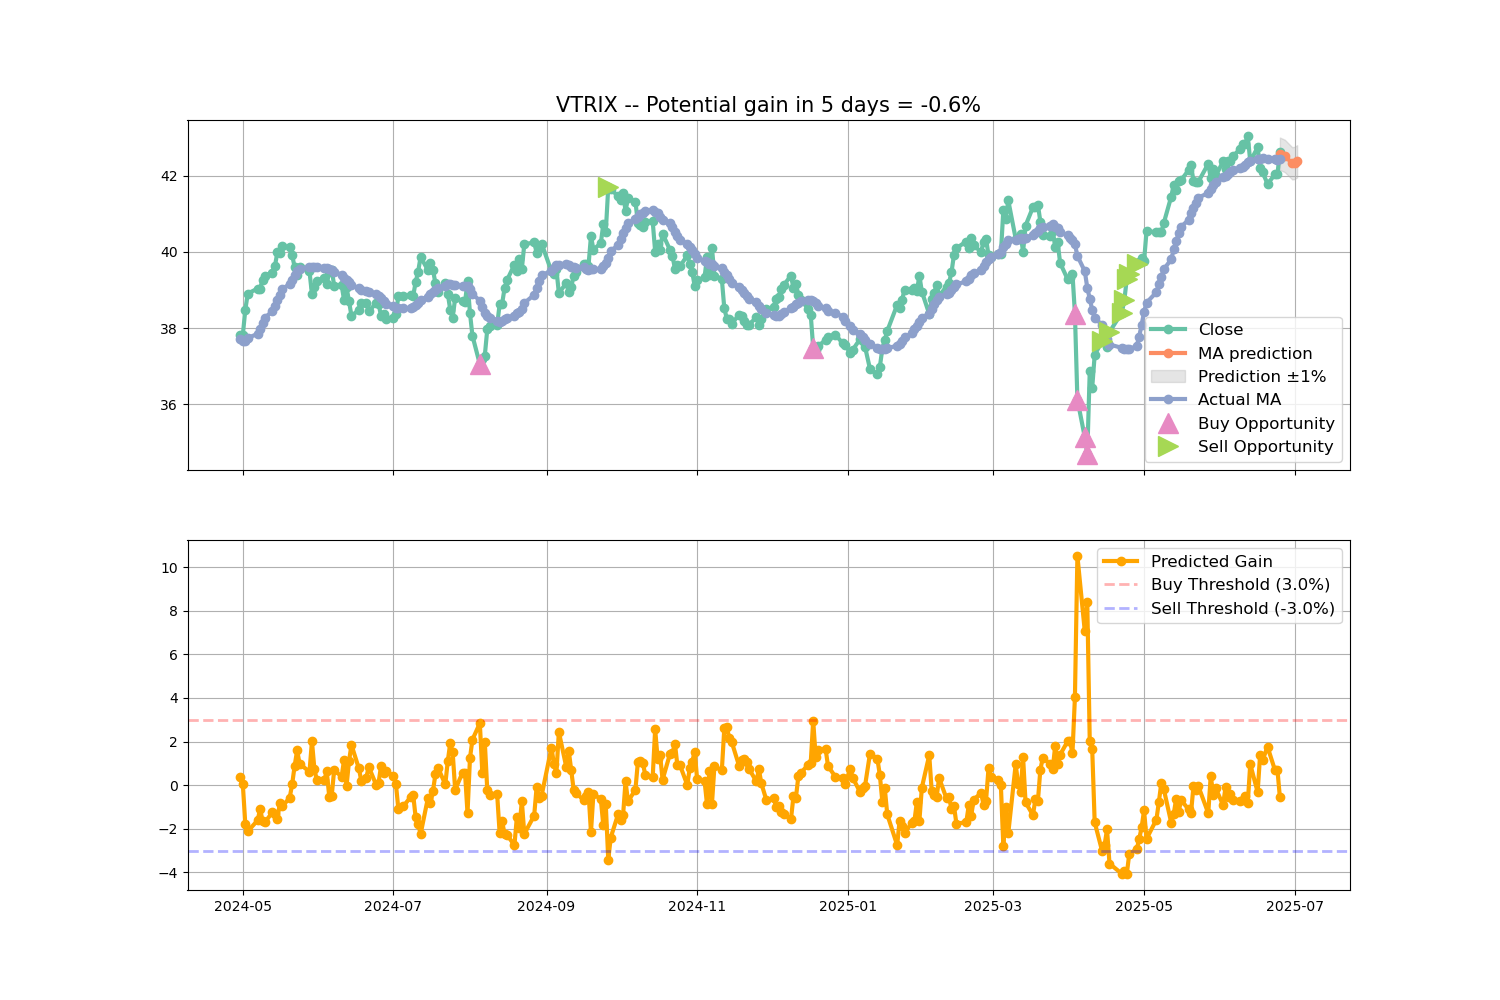 VTRIX -- Potential gain in 5 days = -0.6%
42
40
38
36
Close
MA prediction
Prediction ±1%
Actual MA
Buy Opportunity
Sell Opportunity
10
8
6
4
2
0
−2
−4
Predicted Gain
Buy Threshold (3.0%)
Sell Threshold (-3.0%)
2024-05 2024-07 2024-09 2024-11 2025-01 2025-03 2025-05 2025-07